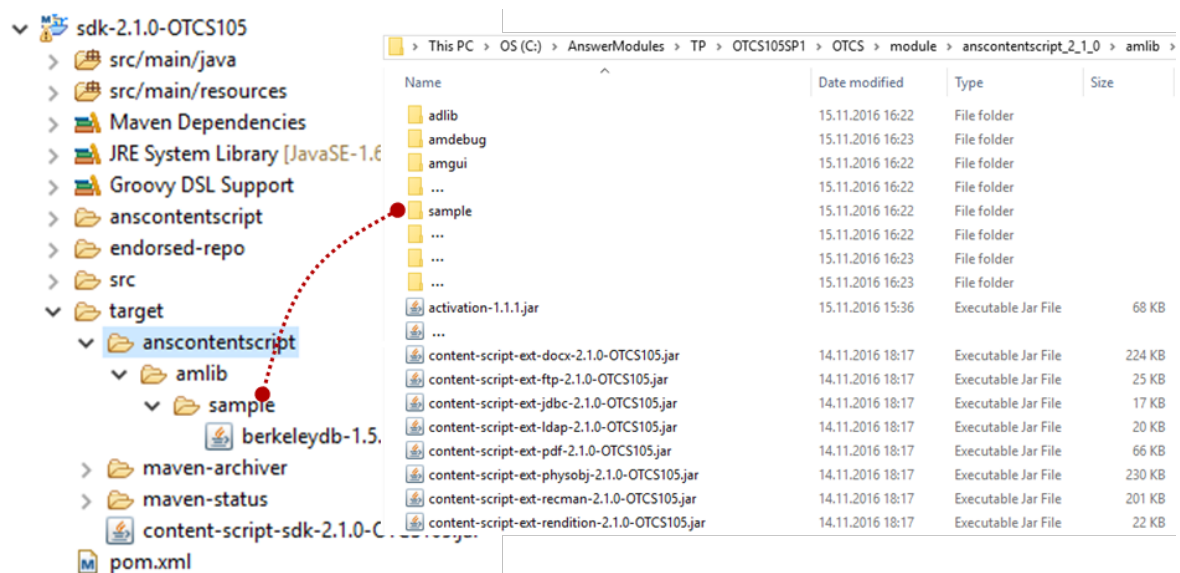 sdk-2.1.0-OTCS105
src/main/java
src/main/resources
Maven Dependencies
JRE System Library [JavaSE-1.6
Groovy DSL Support
anscontentscript
endorsed-repo
src
target
anscontentscript
amlib
sample
berkeleydb-1.5.
maven-archiver
maven-status
content-script-sdk-2.1.0-OTCS105.jar
pom.xml
> This PC > OS (C:) > AnswerModules > TP > OTCS105SP1 > OTCS > module > anscontentscript_2_1_0 > amlib >
Name Date modified Type Size
adlib 15.11.2016 16:22 File folder
amdebug 15.11.2016 16:23 File folder
amgui 15.11.2016 16:22 File folder
... 15.11.2016 16:22 File folder
sample 15.11.2016 16:22 File folder
... 15.11.2016 16:22 File folder
... 15.11.2016 16:23 File folder
... 15.11.2016 16:23 File folder
activation-1.1.1.jar 15.11.2016 15:36 Executable Jar File 68 KB
...
content-script-ext-docx-2.1.0-OTCS105.jar 14.11.2016 18:17 Executable Jar File 224 KB
content-script-ext-ftp-2.1.0-OTCS105.jar 14.11.2016 18:17 Executable Jar File 25 KB
content-script-ext-jdbc-2.1.0-OTCS105.jar 14.11.2016 18:17 Executable Jar File 17 KB
content-script-ext-ldap-2.1.0-OTCS105.jar 14.11.2016 18:17 Executable Jar File 20 KB
content-script-ext-pdf-2.1.0-OTCS105.jar 14.11.2016 18:17 Executable Jar File 66 KB
content-script-ext-physobj-2.1.0-OTCS105.jar 14.11.2016 18:17 Executable Jar File 230 KB
content-script-ext-recman-2.1.0-OTCS105.jar 14.11.2016 18:17 Executable Jar File 201 KB
content-script-ext-rendition-2.1.0-OTCS105.jar 14.11.2016 18:17 Executable Jar File 22 KB